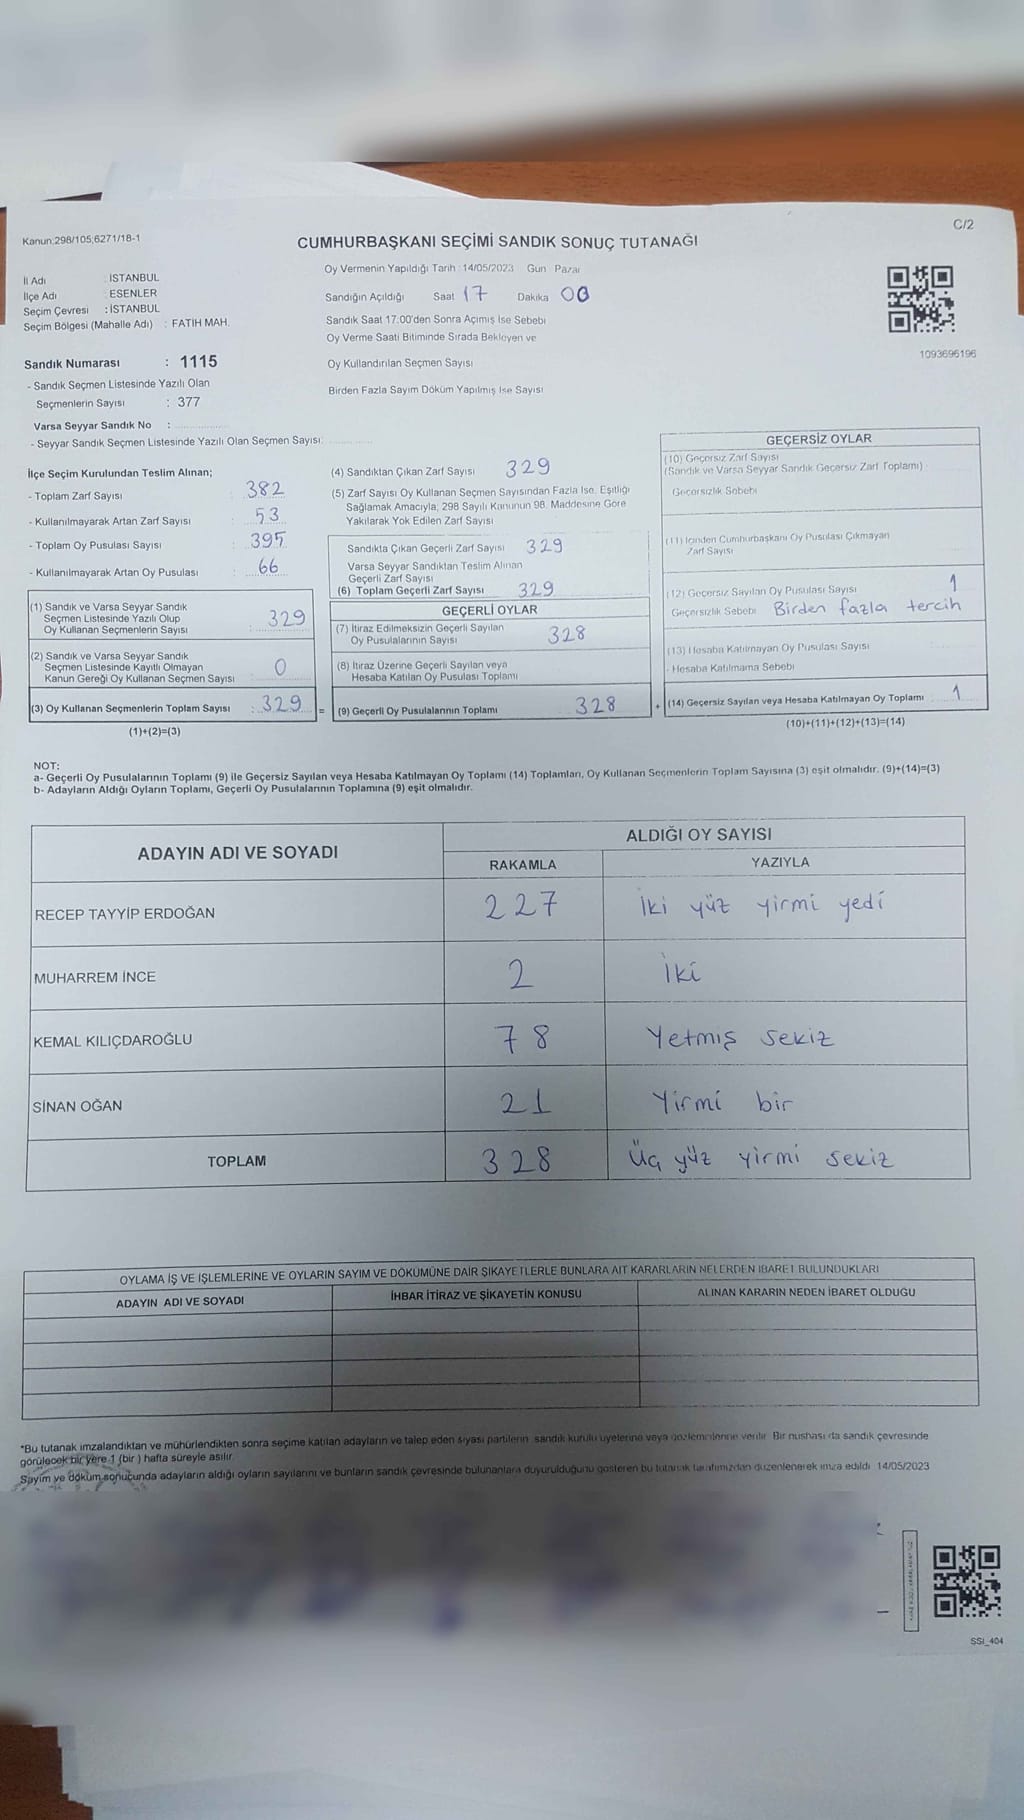 C/2
Kanun:298/105;6271/18-1
CUMHURBAŞKANI SEÇİMİ SANDIK SONUÇ TUTANAĞI
İl Adı : İSTANBUL
İlçe Adı : ESENLER
Seçim Çevresi : İSTANBUL
Seçim Bölgesi (Mahalle Adı) : FATİH MAH.
Oy Vermenin Yapıldığı Tarih : 14/05/2023 Gün Pazar
Sandığın Açıldığı Saat 17 Dakika 00
Sandık Saat 17:00'den Sonra Açımış İse Sebebi
Oy Verme Saati Bitiminde Sırada Bekleyen ve
Oy Kullandırılan Seçmen Sayısı
Birden Fazla Sayım Döküm Yapılmış İse Sayısı
1093696196
Sandık Numarası : 1115
- Sandık Seçmen Listesinde Yazılı Olan
Seçmenlerin Sayısı : 377
Varsa Seyyar Sandık No :
- Seyyar Sandık Seçmen Listesinde Yazılı Olan Seçmen Sayısı:
İlçe Seçim Kurulundan Teslim Alınan;
- Toplam Zarf Sayısı : 382
- Kullanılmayarak Artan Zarf Sayısı : 53
- Toplam Oy Pusulası Sayısı : 395
- Kullanılmayarak Artan Oy Pusulası : 66
(1) Sandık ve Varsa Seyyar Sandık
Seçmen Listesinde Yazılı Olup
Oy Kullanan Seçmenlerin Sayısı : 329
(2) Sandık ve Varsa Seyyar Sandık
Seçmen Listesinde Kayıtlı Olmayan
Kanun Gereği Oy Kullanan Seçmen Sayısı : 0
(3) Oy Kullanan Seçmenlerin Toplam Sayısı : 329 =
(1)+(2)=(3)
(4) Sandıktan Çıkan Zarf Sayısı 329
(5) Zarf Sayısı Oy Kullanan Seçmen Sayısından Fazla İse, Eşitliği
Sağlamak Amacıyla; 298 Sayılı Kanunun 98. Maddesine Göre
Yakılarak Yok Edilen Zarf Sayısı
Sandıkta Çıkan Geçerli Zarf Sayısı 329
Varsa Seyyar Sandıktan Teslim Alınan
Geçerli Zarf Sayısı
(6) Toplam Geçerli Zarf Sayısı 329
GEÇERLİ OYLAR
(7) İtiraz Edilmeksizin Geçerli Sayılan
Oy Pusulalarının Sayısı 328
(8) İtiraz Üzerine Geçerli Sayılan veya
Hesaba Katılan Oy Pusulası Toplamı
(9) Geçerli Oy Pusulalarının Toplamı 328 +
GEÇERSİZ OYLAR
(10) Geçersiz Zarf Sayısı
(Sandık ve Varsa Seyyar Sandık Geçersiz Zarf Toplamı)
Geçersizlik Sebebi
(11) İçinden Cumhurbaşkanı Oy Pusulası Çıkmayan
Zarf Sayısı
(12) Geçersiz Sayılan Oy Pusulası Sayısı 1
Geçersizlik Sebebi Birden fazla tercih
(13) Hesaba Katılmayan Oy Pusulası Sayısı
- Hesaba Katılmama Sebebi
(14) Geçersiz Sayılan veya Hesaba Katılmayan Oy Toplamı 1
(10)+(11)+(12)+(13)=(14)
NOT:
a- Geçerli Oy Pusulalarının Toplamı (9) ile Geçersiz Sayılan veya Hesaba Katılmayan Oy Toplamı (14) Toplamları, Oy Kullanan Seçmenlerin Toplam Sayısına (3) eşit olmalıdır. (9)+(14)=(3)
b- Adayların Aldığı Oyların Toplamı, Geçerli Oy Pusulalarının Toplamına (9) eşit olmalıdır.
ADAYIN ADI VE SOYADI
ALDIĞI OY SAYISI
RAKAMLA YAZIYLA
RECEP TAYYİP ERDOĞAN 227 İki yüz yirmi yedi
MUHARREM İNCE 2 İki
KEMAL KILIÇDAROĞLU 78 Yetmiş sekiz
SİNAN OĞAN 21 Yirmi bir
TOPLAM 328 Üç yüz yirmi sekiz
OYLAMA İŞ VE İŞLEMLERİNE VE OYLARIN SAYIM VE DÖKÜMÜNE DAİR ŞİKAYETLERLE BUNLARA AİT KARARLARIN NELERDEN İBARET BULUNDUKLARI
ADAYIN ADI VE SOYADI İHBAR İTİRAZ VE ŞİKAYETİN KONUSU ALINAN KARARIN NEDEN İBARET OLDUĞU
*Bu tutanak imzalandıktan ve mühürlendikten sonra seçime katılan adayların ve talep eden siyasi partilerin sandık kurulu üyelerine veya gözlemcilerine verilir. Bir nüshası da sandık çevresinde
görülecek bir yere 1 (bir ) hafta süreyle asılır.
Sayım ve döküm sonucunda adayların aldığı oyların sayılarını ve bunların sandık çevresinde bulunanlara duyurulduğunu gösteren bu tutanak tarafımızdan düzenlenerek imza edildi. 14/05/2023
SSI_404